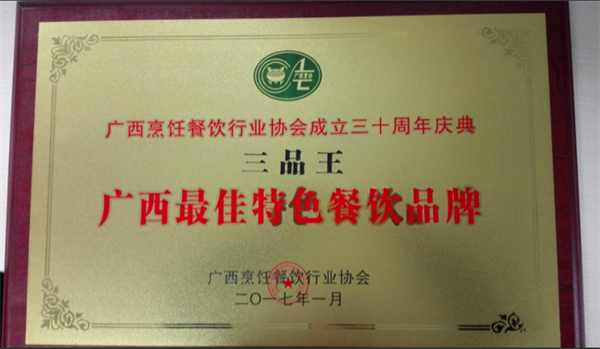 广西烹饪餐饮行业协会成立三十周年庆典
三品王
广西最佳特色餐饮品牌
广西烹饪餐饮行业协会
二〇一七年一月